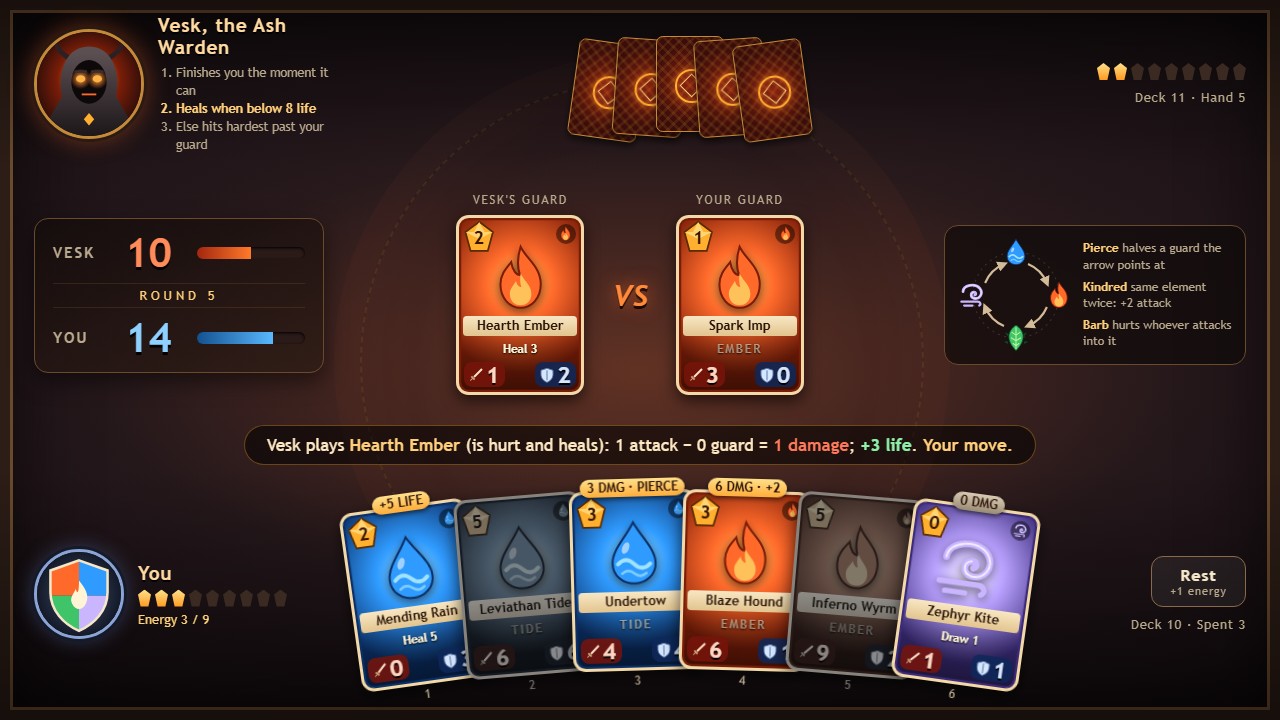 Vesk, the Ash
Warden
1. Finishes you the moment it
can
2. Heals when below 8 life
3. Else hits hardest past your
guard
Deck 11 · Hand 5
VESK'S GUARD
YOUR GUARD
VESK
10
ROUND 5
YOU
14
2
Hearth Ember
Heal 3
1
2
VS
1
Spark Imp
EMBER
3
0
Pierce halves a guard the
arrow points at
Kindred same element
twice: +2 attack
Barb hurts whoever attacks
into it
Vesk plays Hearth Ember (is hurt and heals): 1 attack − 0 guard = 1 damage; +3 life. Your move.
+5 LIFE
2
Mending Rain
Heal 5
0
1
5
Leviathan Tide
TIDE
6
2
3 DMG · PIERCE
3
Undertow
TIDE
4
3
6 DMG · +2
3
Blaze Hound
EMBER
6
4
5
Inferno Wyrm
EMBER
9
5
0 DMG
0
Zephyr Kite
Draw 1
1
1
6
You
Energy 3 / 9
Rest
+1 energy
Deck 10 · Spent 3